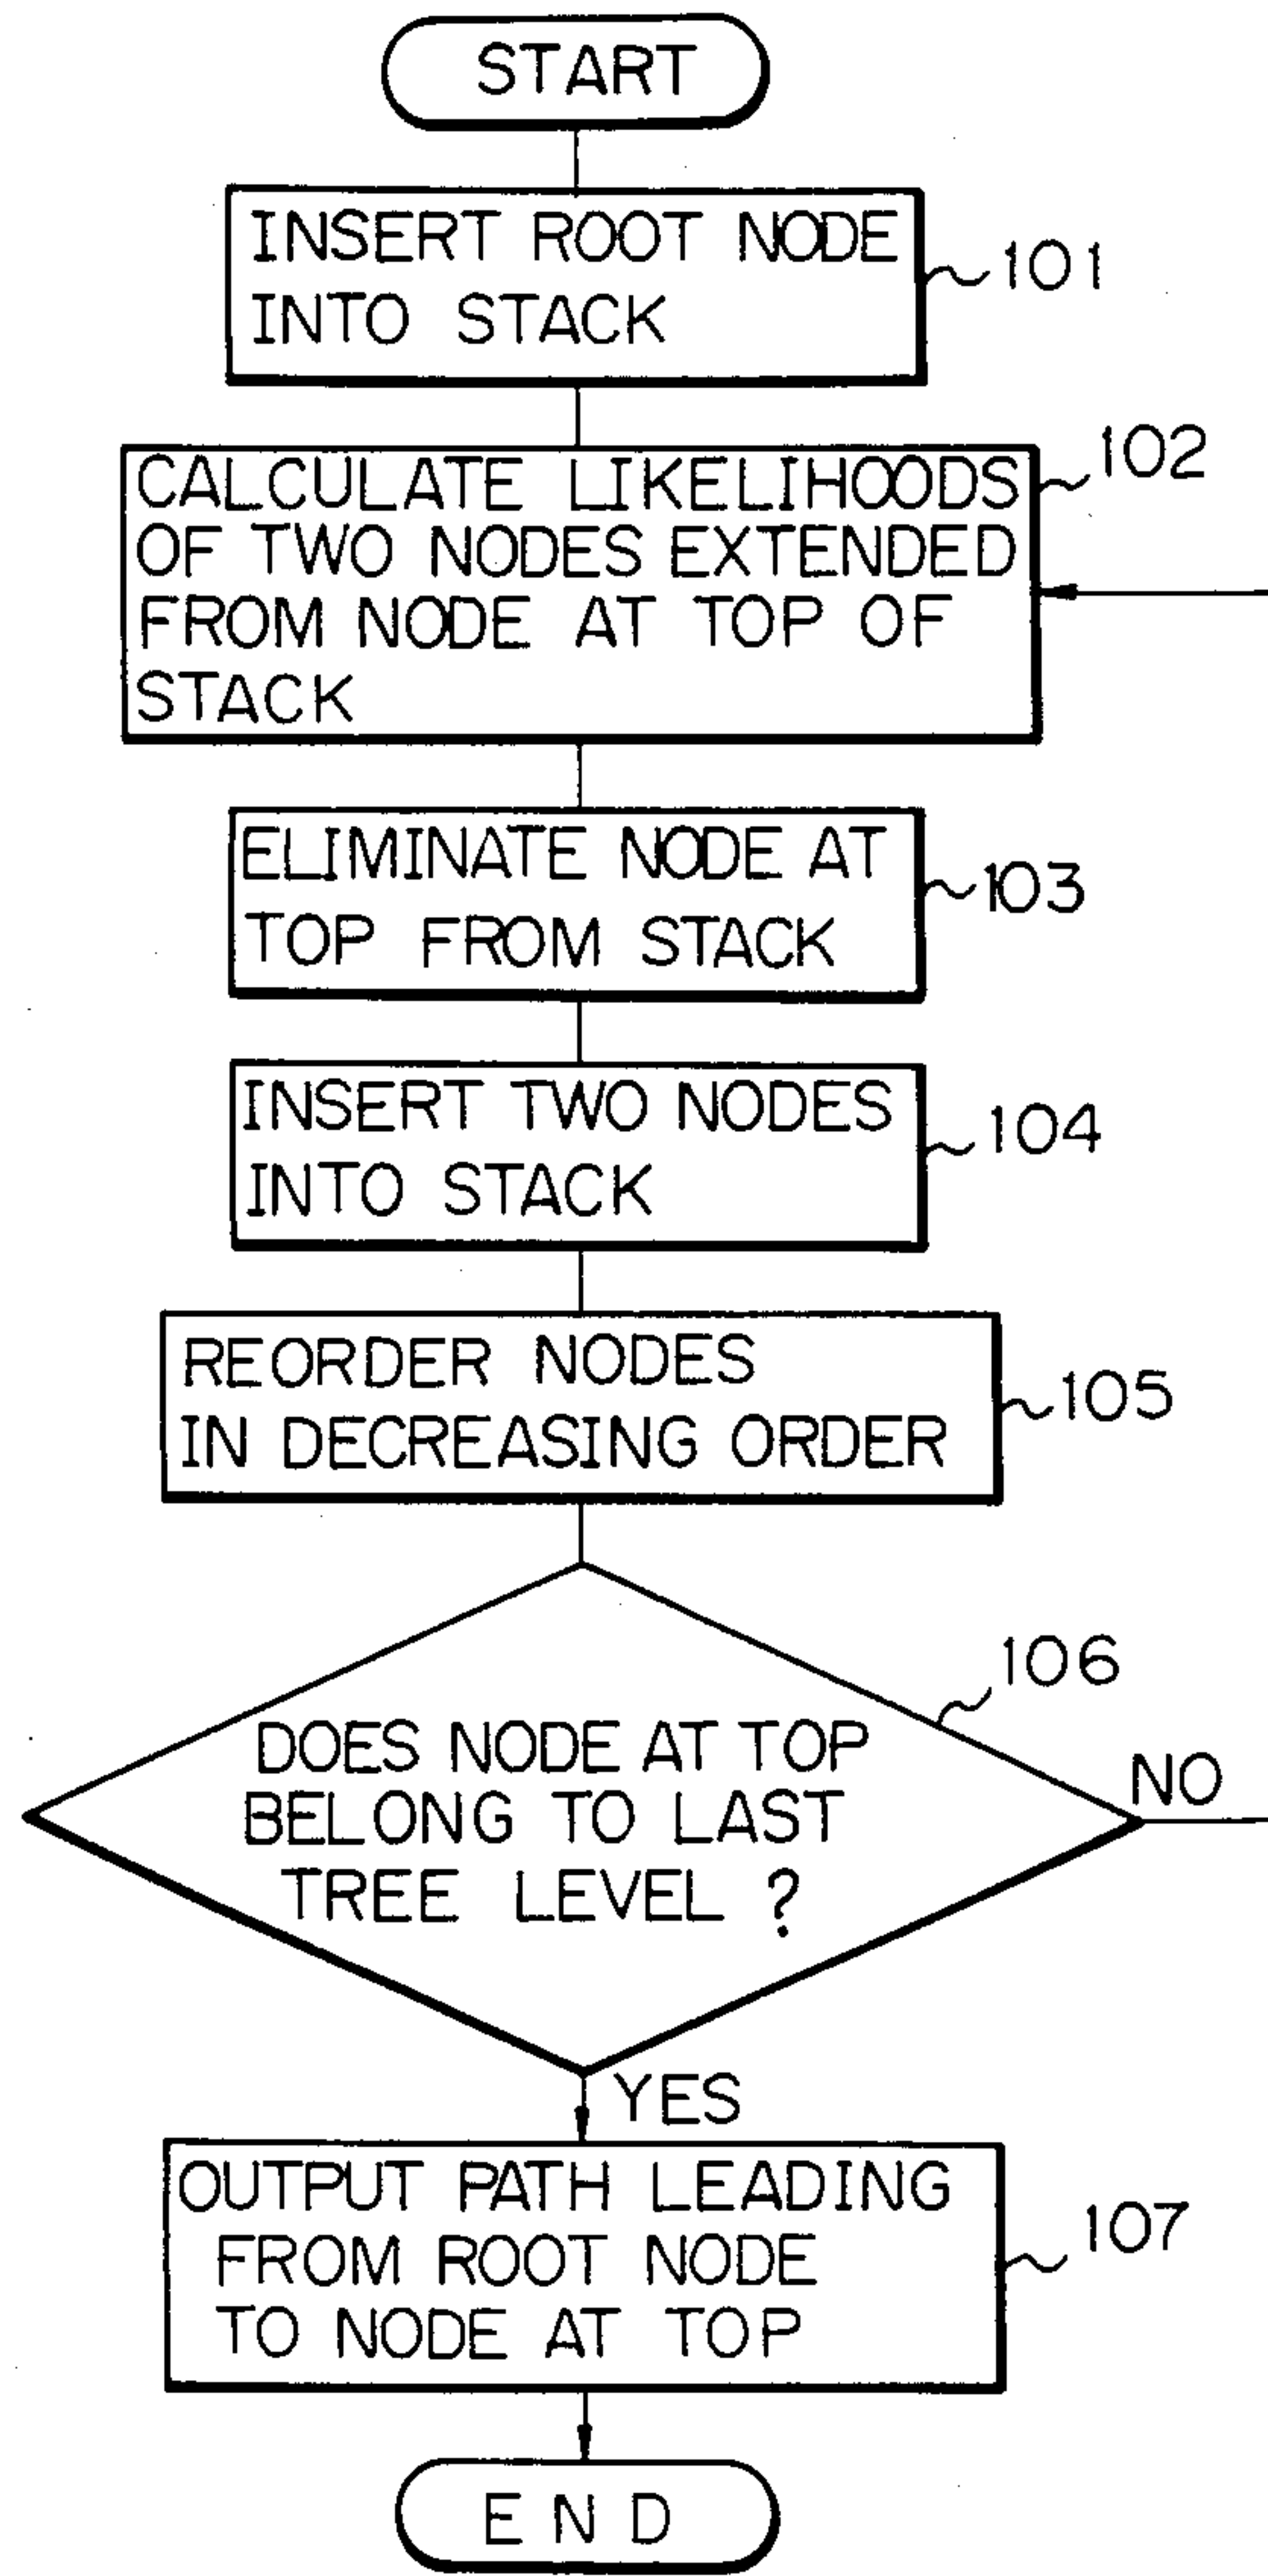 START
INSERT ROOT NODE
INTO STACK
101
CALCULATE LIKELIHOODS
OF TWO NODES EXTENDED
FROM NODE AT TOP OF
STACK
102
ELIMINATE NODE AT
TOP FROM STACK
103
INSERT TWO NODES
INTO STACK
104
REORDER NODES
IN DECREASING ORDER
105
DOES NODE AT TOP
BELONG TO LAST
TREE LEVEL ?
106
NO
YES
OUTPUT PATH LEADING
FROM ROOT NODE
TO NODE AT TOP
107
END